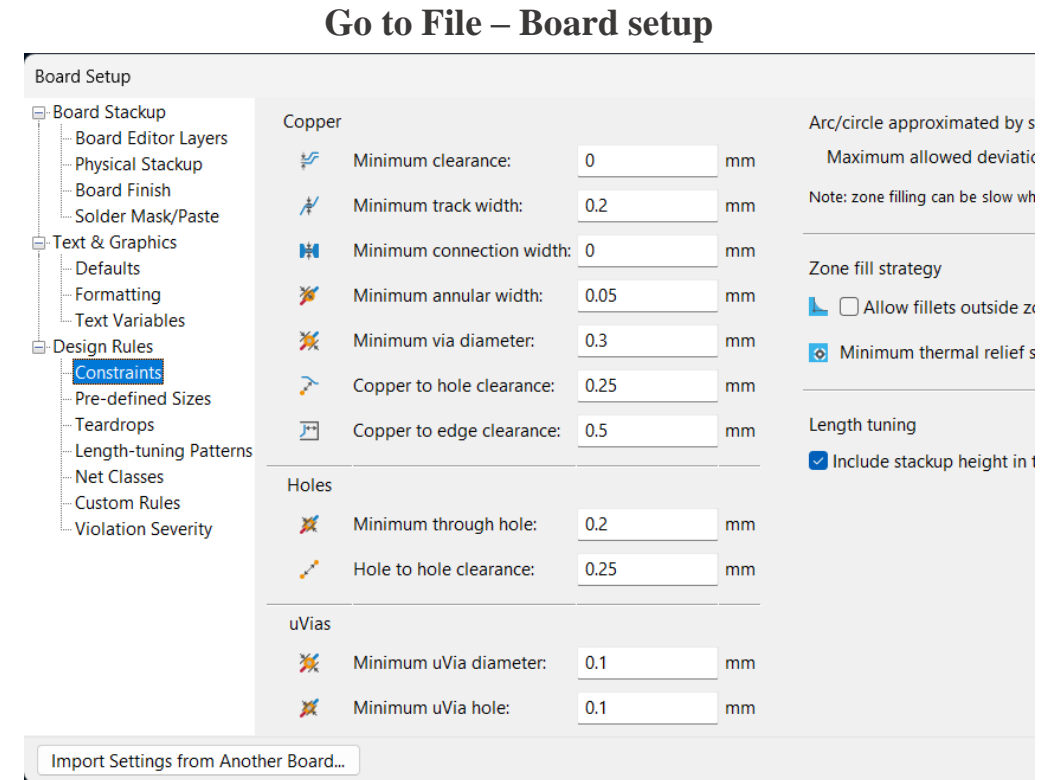 Go to File – Board setup
Board Setup
Board Stackup
Board Editor Layers
Physical Stackup
Board Finish
Solder Mask/Paste
Text & Graphics
Defaults
Formatting
Text Variables
Design Rules
Constraints
Pre-defined Sizes
Teardrops
Length-tuning Patterns
Net Classes
Custom Rules
Violation Severity
Copper
Minimum clearance: 0 mm
Minimum track width: 0.2 mm
Minimum connection width: 0 mm
Minimum annular width: 0.05 mm
Minimum via diameter: 0.3 mm
Copper to hole clearance: 0.25 mm
Copper to edge clearance: 0.5 mm
Holes
Minimum through hole: 0.2 mm
Hole to hole clearance: 0.25 mm
uVias
Minimum uVia diameter: 0.1 mm
Minimum uVia hole: 0.1 mm
Arc/circle approximated by s
Maximum allowed deviatio
Note: zone filling can be slow wh
Zone fill strategy
Allow fillets outside zo
Minimum thermal relief s
Length tuning
Include stackup height in t
Import Settings from Another Board...